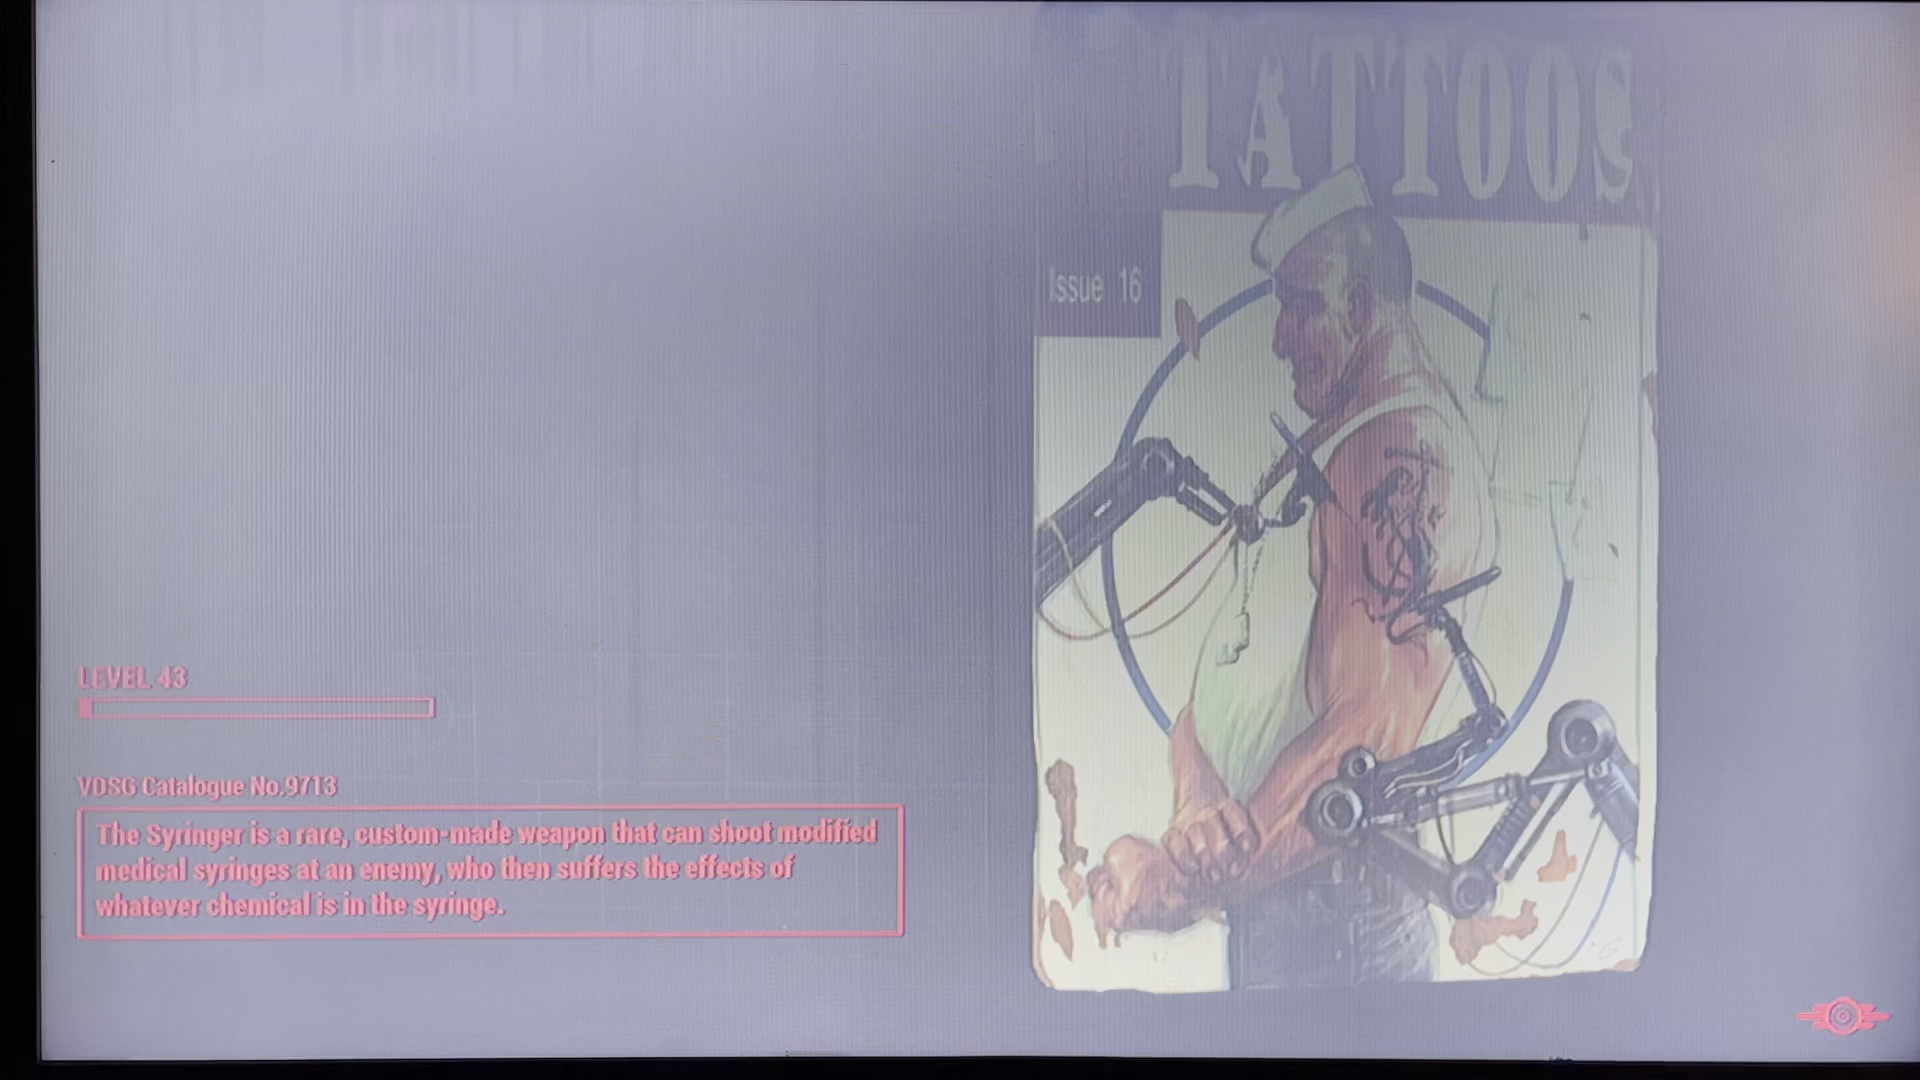 TATTOOS
Issue 16
LEVEL 43
VDSG Catalogue No.9713
The Syringer is a rare, custom-made weapon that can shoot modified
medical syringes at an enemy, who then suffers the effects of
whatever chemical is in the syringe.